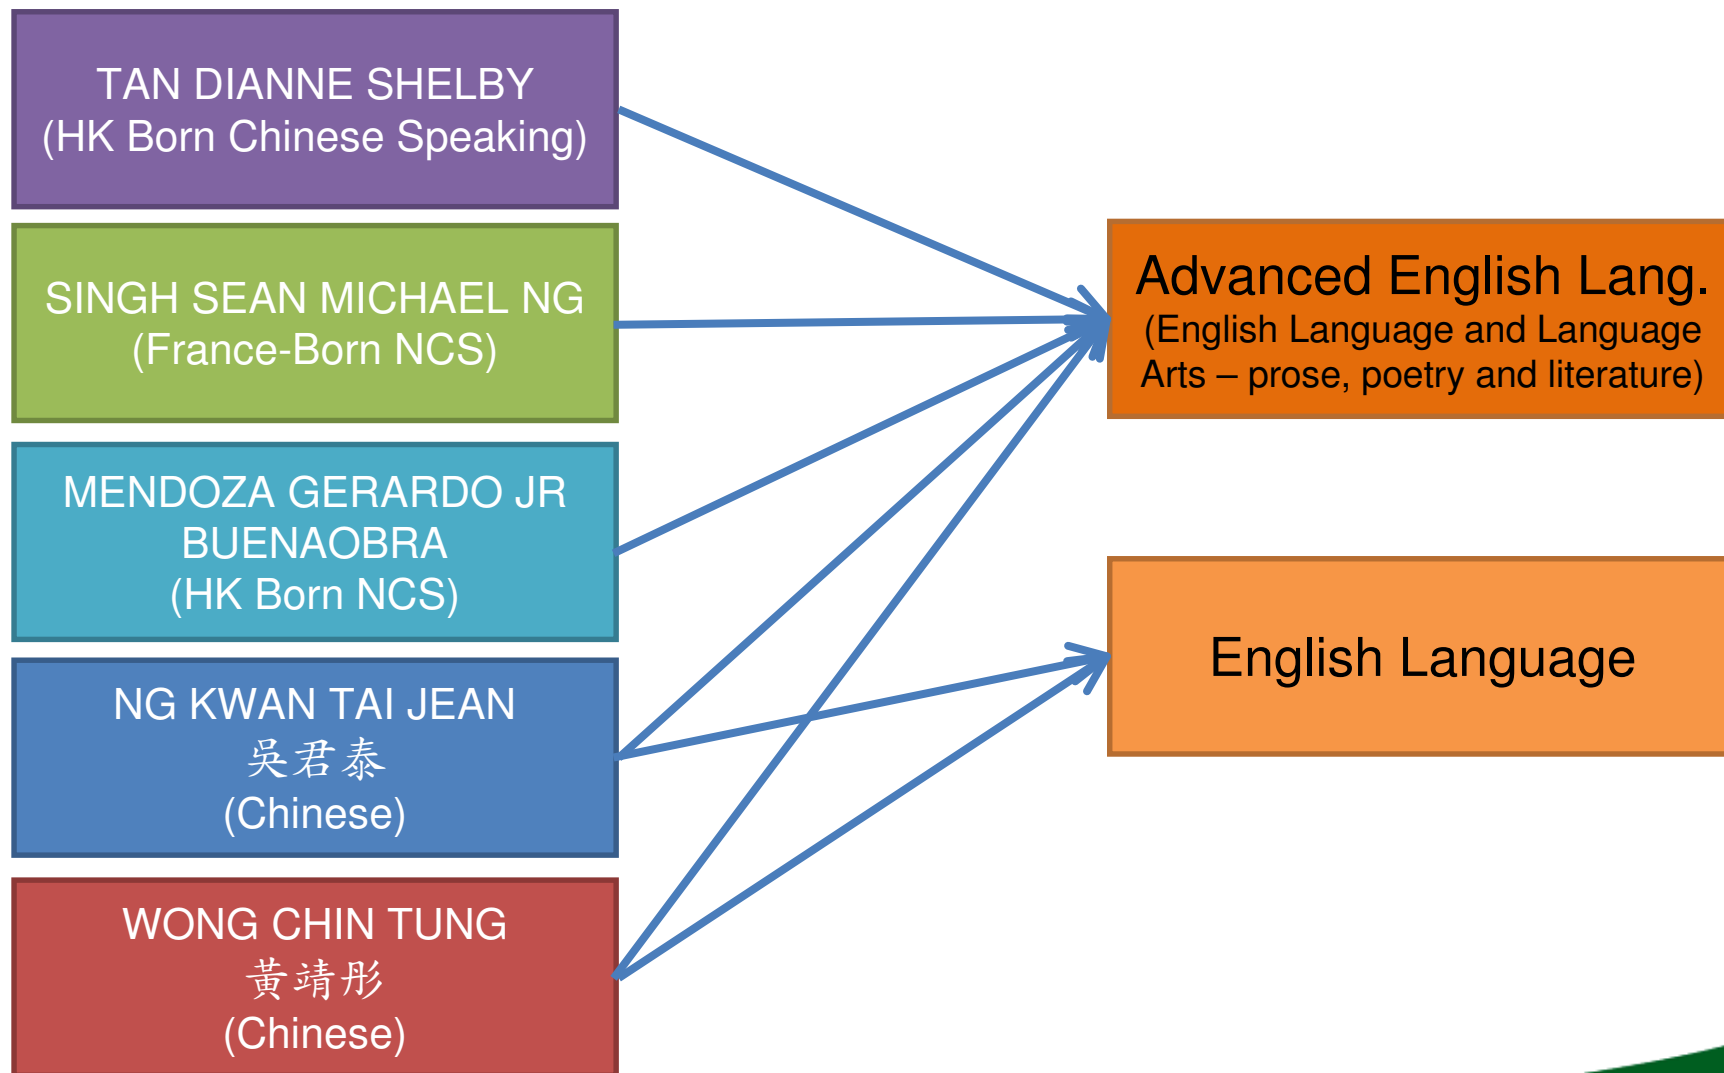 TAN DIANNE SHELBY
(HK Born Chinese Speaking)
SINGH SEAN MICHAEL NG
(France-Born NCS)
MENDOZA GERARDO JR
BUENAOBRA
(HK Born NCS)
NG KWAN TAI JEAN
吳君泰
(Chinese)
WONG CHIN TUNG
黃靖彤
(Chinese)
Advanced English Lang.
(English Language and Language
Arts – prose, poetry and literature)
English Language